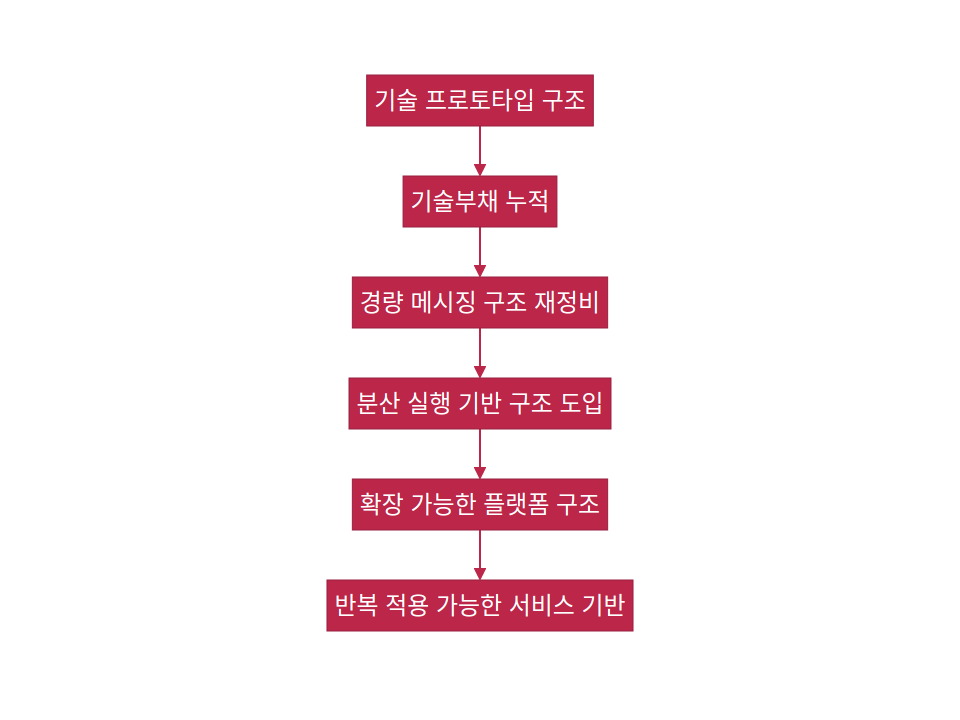 기술 프로토타입 구조
기술부채 누적
경량 메시징 구조 재정비
분산 실행 기반 구조 도입
확장 가능한 플랫폼 구조
반복 적용 가능한 서비스 기반